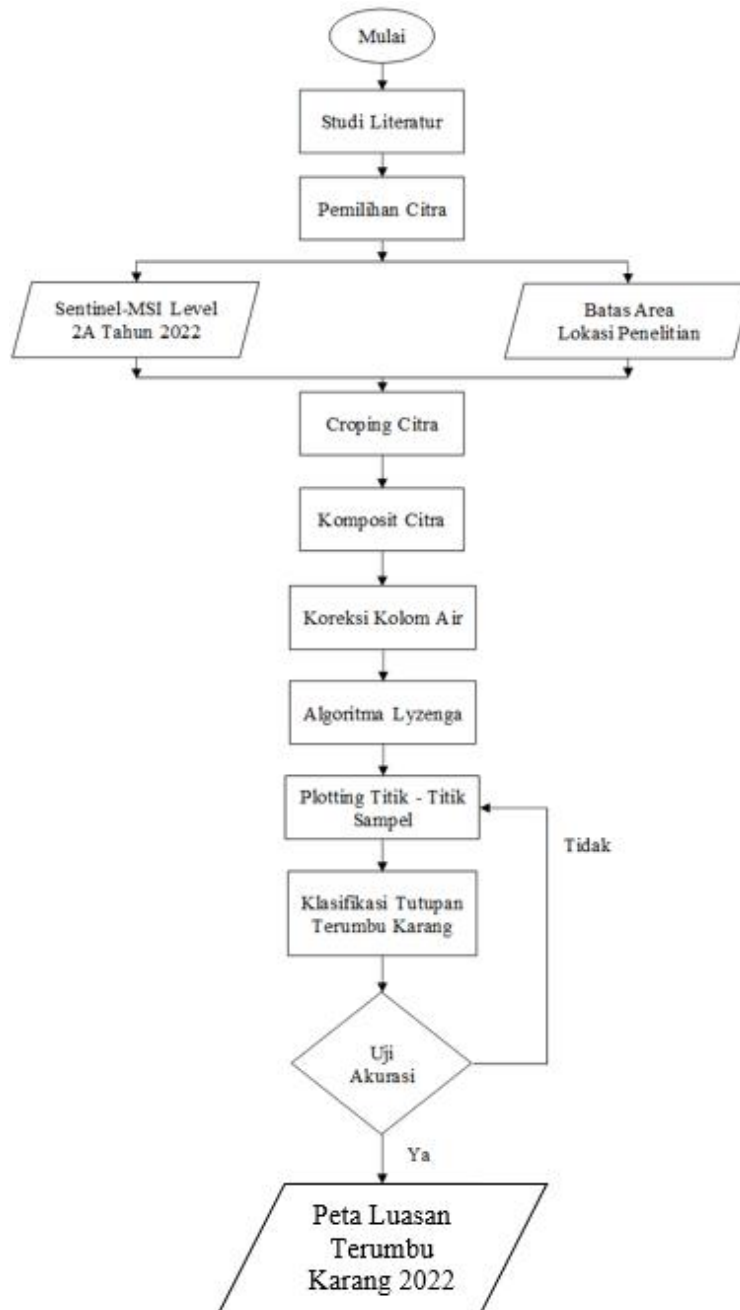 Mulai
Studi Literatur
Pemilihan Citra
Sentinel-MSI Level
2A Tahun 2022
Batas Area
Lokasi Penelitian
Croping Citra
Komposit Citra
Koreksi Kolom Air
Algoritma Lyzenga
Plotting Titik - Titik
Sampel
Tidak
Klasifikasi Tutupan
Terumbu Karang
Uji
Akurasi
Ya
Peta Luasan
Terumbu
Karang 2022